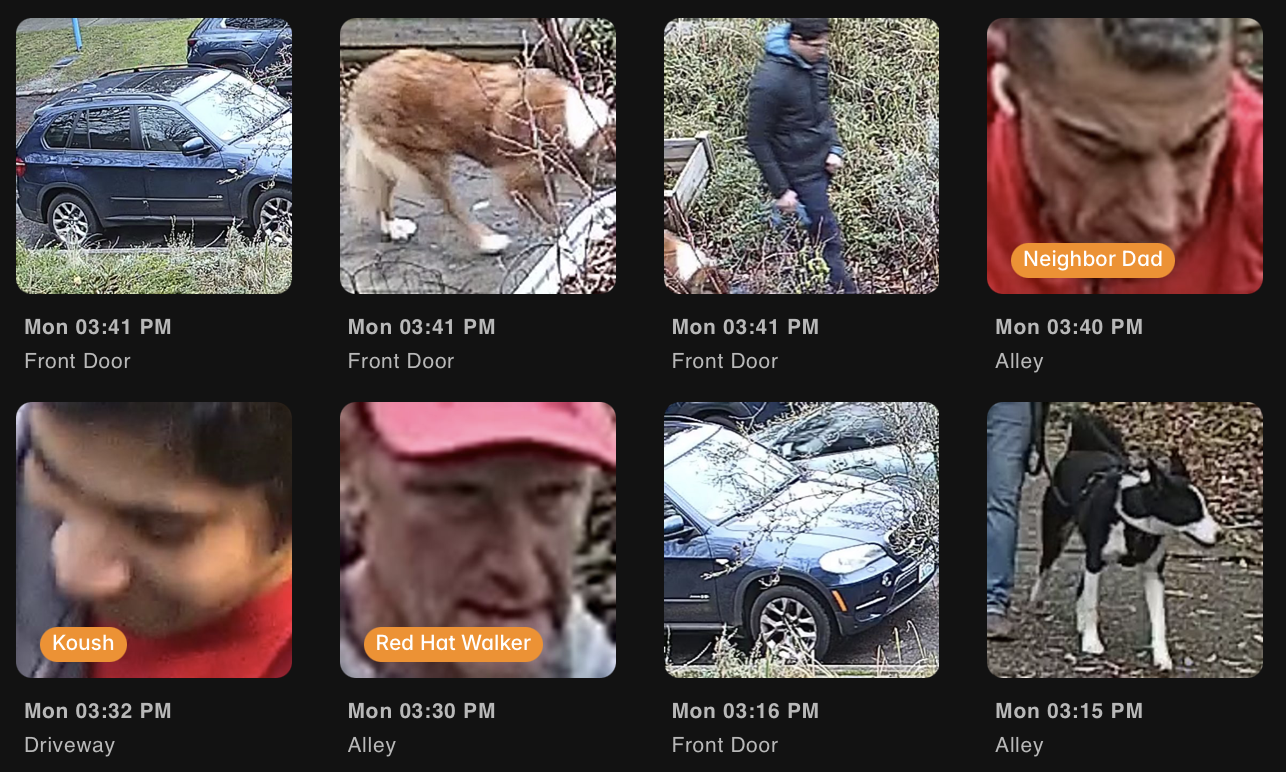 Mon 03:41 PM
Front Door
Mon 03:41 PM
Front Door
Mon 03:41 PM
Front Door
Neighbor Dad
Mon 03:40 PM
Alley
Koush
Mon 03:32 PM
Driveway
Red Hat Walker
Mon 03:30 PM
Alley
Mon 03:16 PM
Front Door
Mon 03:15 PM
Alley